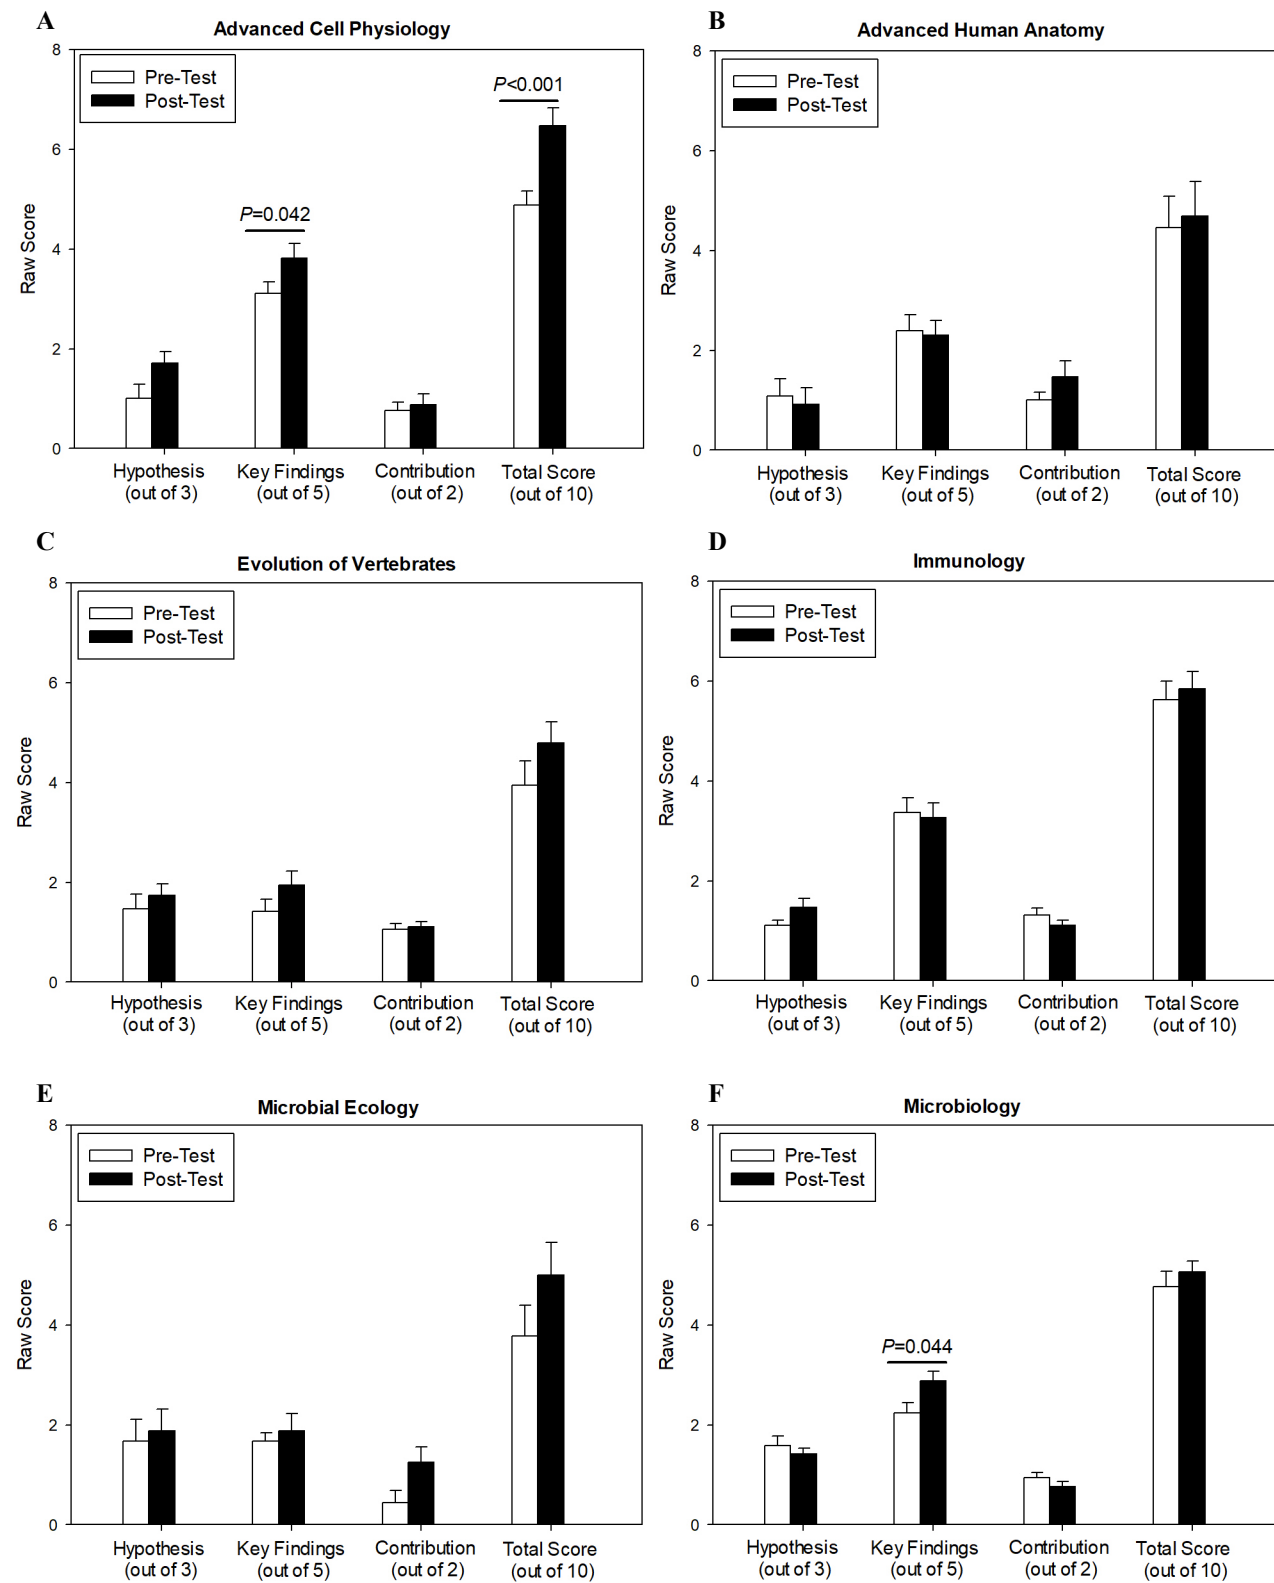 A
Advanced Cell Physiology
Pre-Test
Post-Test
P<0.001
P=0.042
Raw Score
8
6
4
2
0
Hypothesis
(out of 3)
Key Findings
(out of 5)
Contribution
(out of 2)
Total Score
(out of 10)
B
Advanced Human Anatomy
Pre-Test
Post-Test
Raw Score
8
6
4
2
0
Hypothesis
(out of 3)
Key Findings
(out of 5)
Contribution
(out of 2)
Total Score
(out of 10)
C
Evolution of Vertebrates
Pre-Test
Post-Test
Raw Score
8
6
4
2
0
Hypothesis
(out of 3)
Key Findings
(out of 5)
Contribution
(out of 2)
Total Score
(out of 10)
D
Immunology
Pre-Test
Post-Test
Raw Score
8
6
4
2
0
Hypothesis
(out of 3)
Key Findings
(out of 5)
Contribution
(out of 2)
Total Score
(out of 10)
E
Microbial Ecology
Pre-Test
Post-Test
Raw Score
8
6
4
2
0
Hypothesis
(out of 3)
Key Findings
(out of 5)
Contribution
(out of 2)
Total Score
(out of 10)
F
Microbiology
Pre-Test
Post-Test
P=0.044
Raw Score
8
6
4
2
0
Hypothesis
(out of 3)
Key Findings
(out of 5)
Contribution
(out of 2)
Total Score
(out of 10)